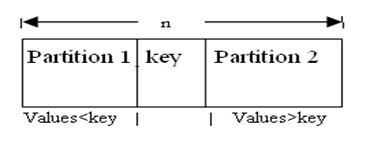 n
Partition 1 key Partition 2
Values<key | | Values>key